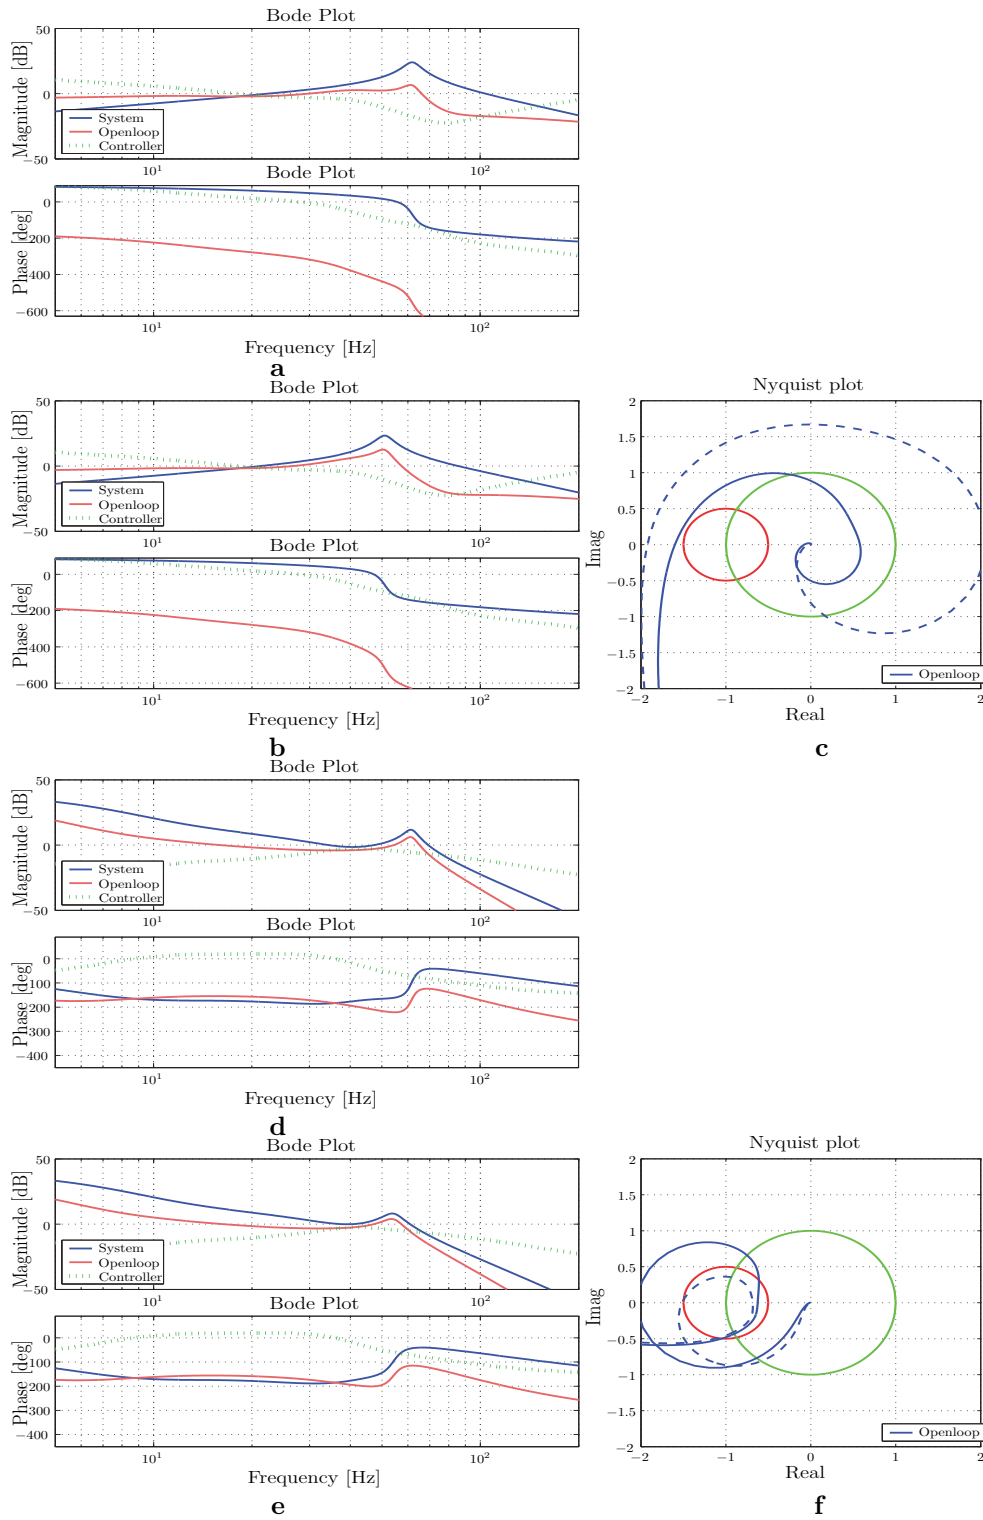 Bode Plot
Magnitude [dB]
50
0
−50
System
Openloop
Controller
10¹
10²
Bode Plot
Phase [deg]
0
−200
−400
−600
10¹
10²
Frequency [Hz]
a
Bode Plot
Magnitude [dB]
50
0
−50
System
Openloop
Controller
10¹
10²
Bode Plot
Phase [deg]
0
−200
−400
−600
10¹
10²
Frequency [Hz]
b
Nyquist plot
Imag
2
1.5
1
0.5
0
−0.5
−1
−1.5
−2
−2
−1
0
1
2
Openloop
Real
c
Bode Plot
Magnitude [dB]
50
0
−50
System
Openloop
Controller
10¹
10²
Bode Plot
Phase [deg]
0
100
200
−300
−400
10¹
10²
Frequency [Hz]
d
Bode Plot
Magnitude [dB]
50
0
−50
System
Openloop
Controller
10¹
10²
Bode Plot
Phase [deg]
0
100
200
−300
−400
10¹
10²
Frequency [Hz]
e
Nyquist plot
Imag
2
1.5
1
0.5
0
−0.5
−1
−1.5
−2
−2
−1
0
1
2
Openloop
Real
f